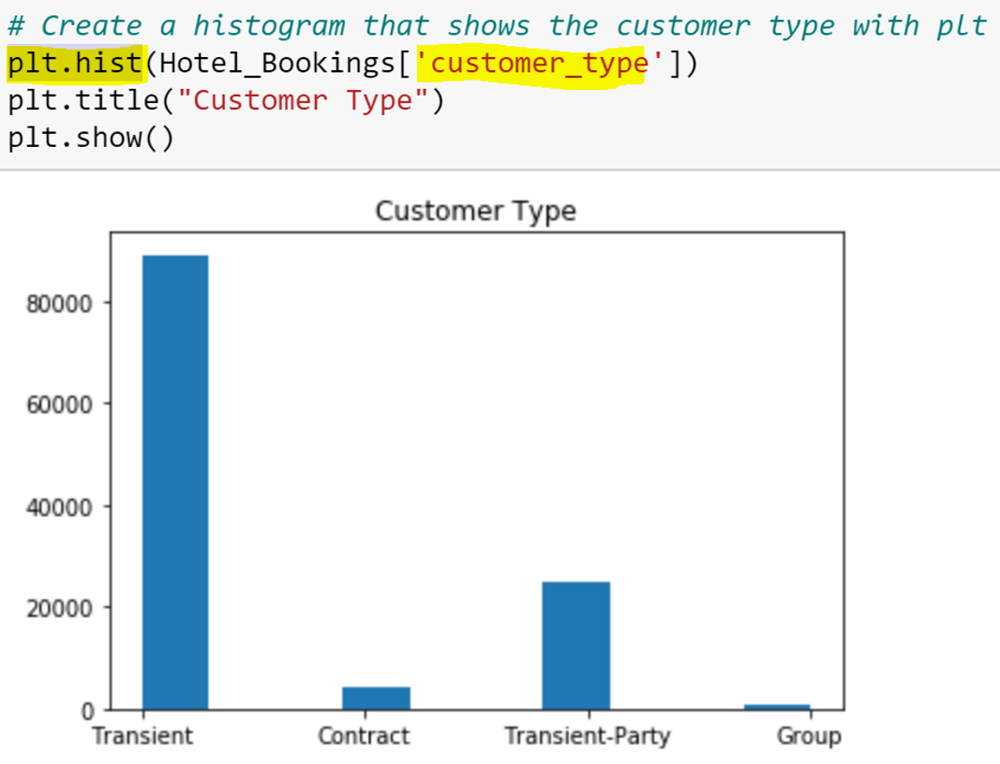 # Create a histogram that shows the customer type with plt
plt.hist(Hotel_Bookings['customer_type'])
plt.title("Customer Type")
plt.show()
Customer Type
80000
60000
40000
20000
0
Transient Contract Transient-Party Group